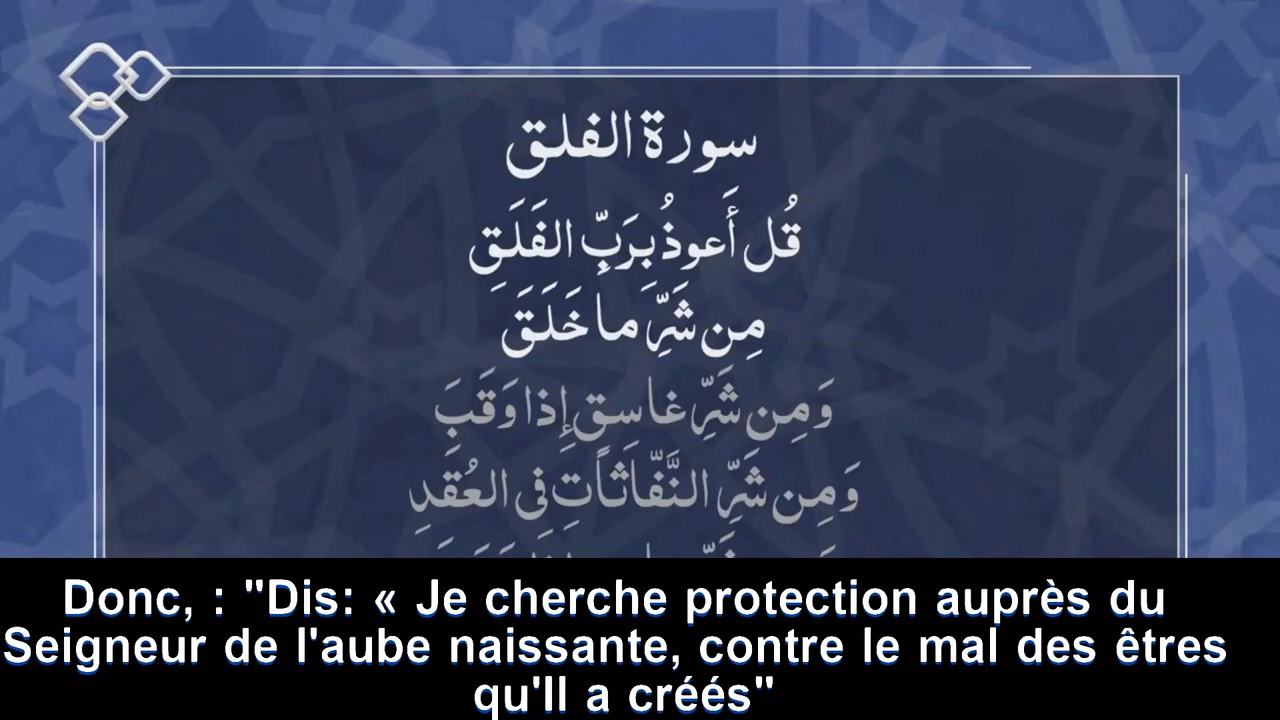 سورة الفلق
قُل أَعوذُ بِرَبِّ الفَلَقِ
مِن شَرِّ ما خَلَقَ
وَمِن شَرِّ غاسِقٍ إِذا وَقَبَ
وَمِن شَرِّ النَّفّاثاتِ فِى العُقَدِ
Donc, : "Dis: « Je cherche protection auprès du
Seigneur de l'aube naissante, contre le mal des êtres
qu'Il a créés"